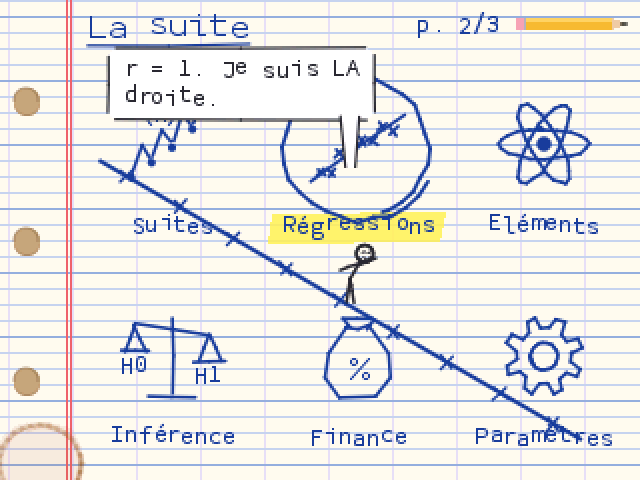 La suite
p. 2/3
r = 1. Je suis LA
droite.
Suites
Régressions
Eléments
H0
H1
%
Inférence
Finance
Paramètres